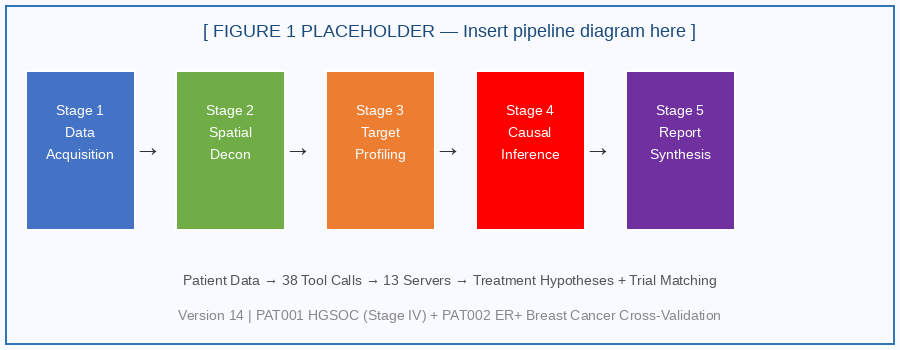 [ FIGURE 1 PLACEHOLDER — Insert pipeline diagram here ]
Stage 1
Data
Acquisition
→
Stage 2
Spatial
Decon
→
Stage 3
Target
Profiling
→
Stage 4
Causal
Inference
→
Stage 5
Report
Synthesis
Patient Data → 38 Tool Calls → 13 Servers → Treatment Hypotheses + Trial Matching
Version 14 | PAT001 HGSOC (Stage IV) + PAT002 ER+ Breast Cancer Cross-Validation